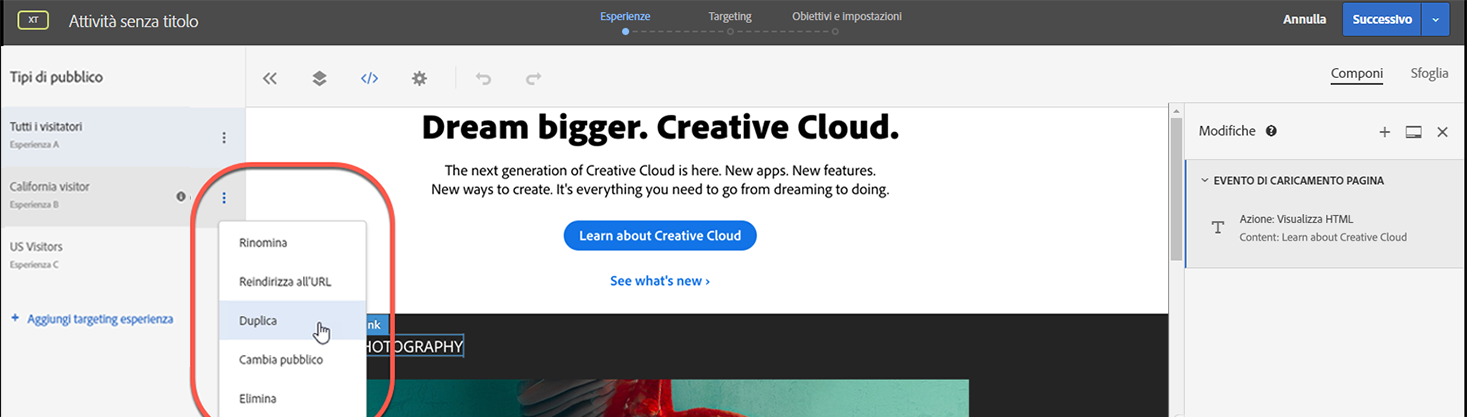 XT Attività senza titolo
Esperienze Targeting Obiettivi e impostazioni
Annulla Successivo
Tipi di pubblico
Componi Sfoglia
Tutti i visitatori
Esperienza A
California visitor
Esperienza B
US Visitors
Esperienza C
+ Aggiungi targeting esperienza
Rinomina
Reindirizza all'URL
Duplica
Cambia pubblico
Elimina
Dream bigger. Creative Cloud.
The next generation of Creative Cloud is here. New apps. New features.
New ways to create. It's everything you need to go from dreaming to doing.
Learn about Creative Cloud
See what's new ›
Modifiche
EVENTO DI CARICAMENTO PAGINA
Azione: Visualizza HTML
Content: Learn about Creative Cloud